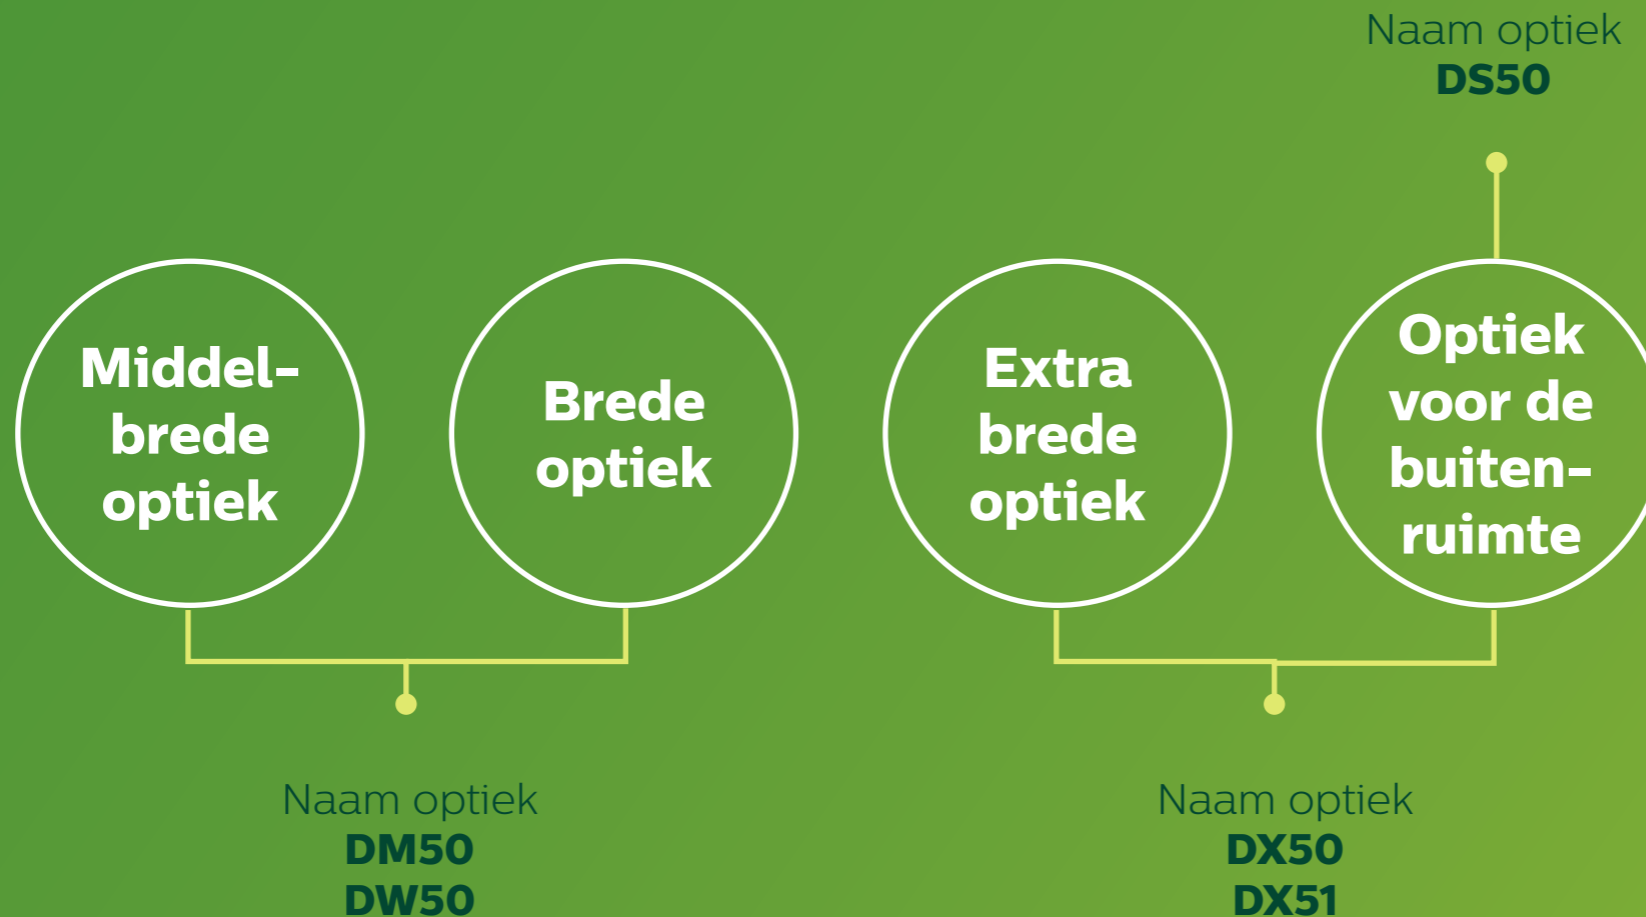 Naam optiek
DS50
Middel-
brede
optiek
Brede
optiek
Extra
brede
optiek
Optiek
voor de
buiten-
ruimte
Naam optiek
DM50
DW50
Naam optiek
DX50
DX51